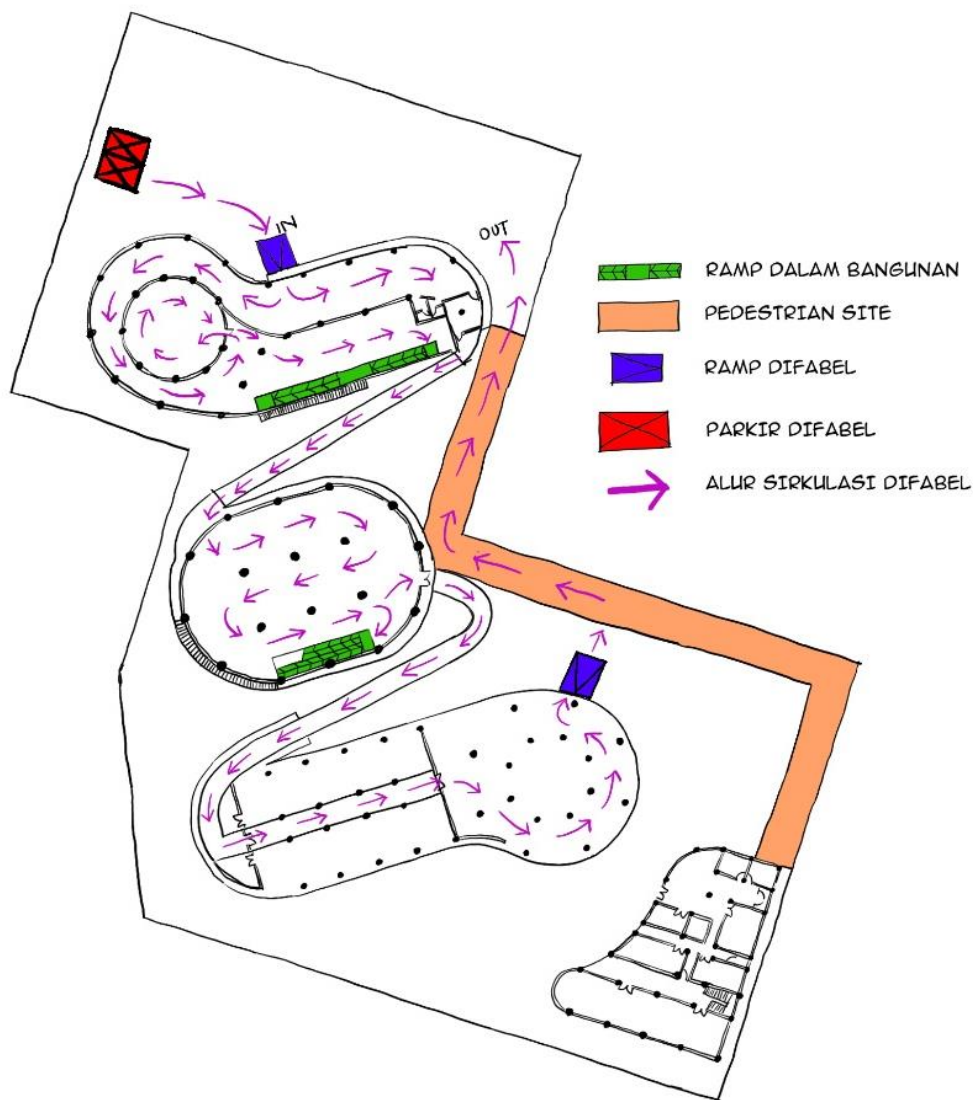 IN
OUT
RAMP DALAM BANGUNAN
PEDESTRIAN SITE
RAMP DIFABEL
PARKIR DIFABEL
ALUR SIRKULASI DIFABEL